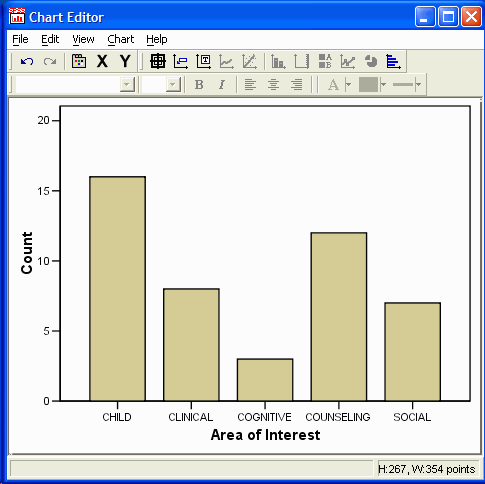 Chart Editor
File Edit View Chart Help
X Y
B I A
Count
20
15
10
5
0
CHILD CLINICAL COGNITIVE COUNSELING SOCIAL
Area of Interest
H:267, W:354 points